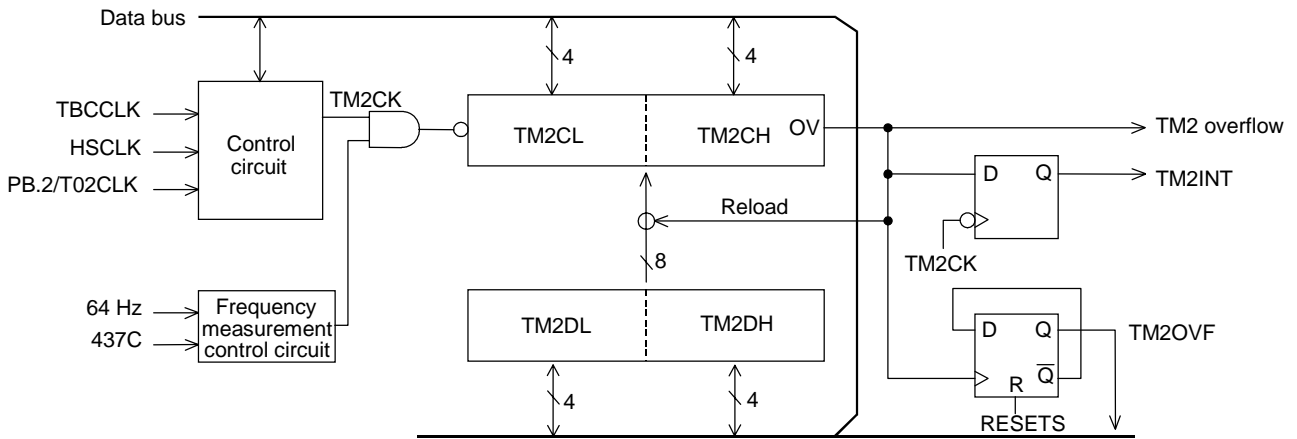 Data bus
4
4
TBCCLK
HSCLK
PB.2/T02CLK
Control
circuit
TM2CK
TM2CL
TM2CH
OV
TM2 overflow
D
Q
TM2INT
Reload
TM2CK
8
64 Hz
437C
Frequency
measurement
control circuit
TM2DL
TM2DH
D
Q
TM2OVF
Q
R
RESETS
4
4